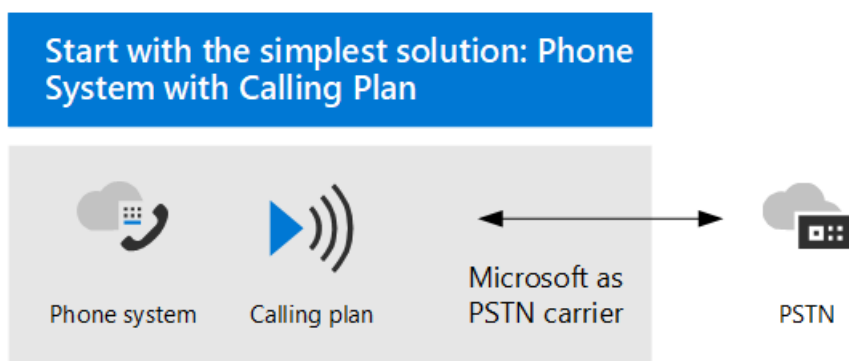 Start with the simplest solution: Phone
System with Calling Plan
Phone system
Calling plan
Microsoft as
PSTN carrier
PSTN